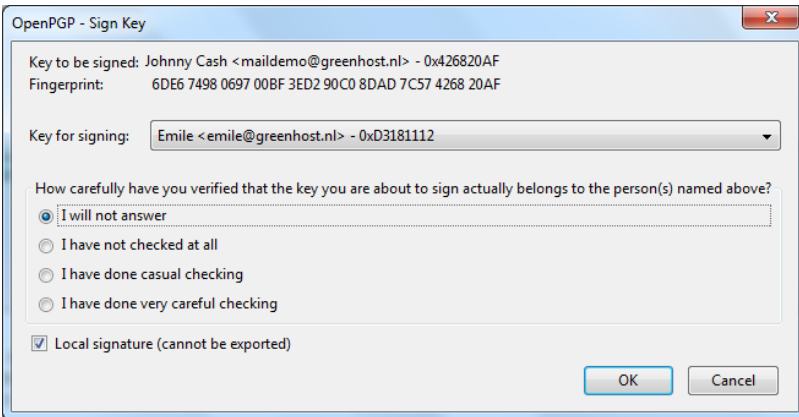 OpenPGP - Sign Key
Key to be signed: Johnny Cash <maildemo@greenhost.nl> - 0x426820AF
Fingerprint: 6DE6 7498 0697 00BF 3ED2 90C0 8DAD 7C57 4268 20AF
Key for signing: Emile <emile@greenhost.nl> - 0xD3181112
How carefully have you verified that the key you are about to sign actually belongs to the person(s) named above?
I will not answer
I have not checked at all
I have done casual checking
I have done very careful checking
Local signature (cannot be exported)
OK Cancel